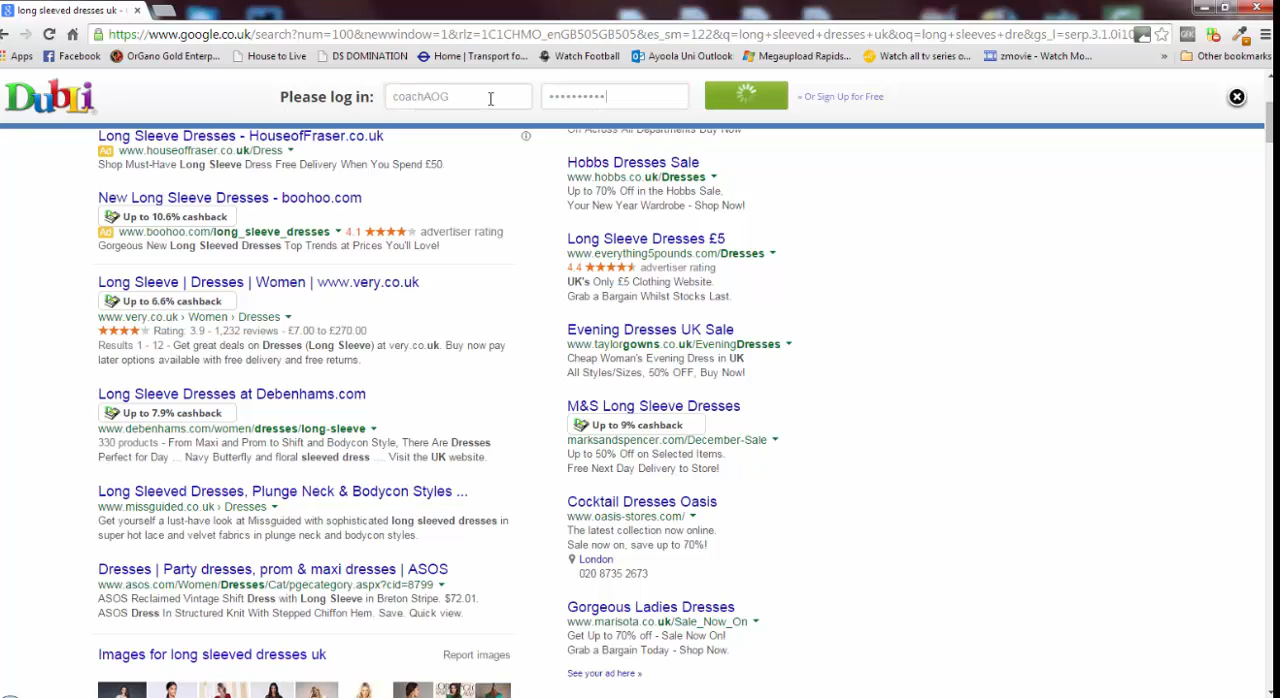 long sleeved dresses uk -
https://www.google.co.uk/search?num=100&newwindow=1&rlz=1C1CHMO_enGB505GB505&es_sm=122&q=long+sleeved+dresses+uk&oq=long+sleeves+dre&gs_l=serp.3.1.0i10
Apps Facebook OrGano Gold Enterp... House to Live DS DOMINATION Home | Transport fo... Watch Football Ayoola Uni Outlook Megaupload Rapids... Watch all tv series o... zmovie - Watch Mo... » Other bookmarks
DubLi Please log in: coachAOG •••••••••• » Or Sign Up for Free
Long Sleeve Dresses - HouseofFraser.co.uk
Ad www.houseoffraser.co.uk/Dress
Shop Must-Have Long Sleeve Dress Free Delivery When You Spend £50.
New Long Sleeve Dresses - boohoo.com
Up to 10.6% cashback
Ad www.boohoo.com/long_sleeve_dresses 4.1 advertiser rating
Gorgeous New Long Sleeved Dresses Top Trends at Prices You'll Love!
Long Sleeve | Dresses | Women | www.very.co.uk
Up to 6.6% cashback
www.very.co.uk › Women › Dresses
Rating: 3.9 - 1,232 reviews - £7.00 to £270.00
Results 1 - 12 - Get great deals on Dresses (Long Sleeve) at very.co.uk. Buy now pay
later options available with free delivery and free returns.
Long Sleeve Dresses at Debenhams.com
Up to 7.9% cashback
www.debenhams.com/women/dresses/long-sleeve
330 products - From Maxi and Prom to Shift and Bodycon Style, There Are Dresses
Perfect for Day ... Navy Butterfly and floral sleeved dress .... Visit the UK website.
Long Sleeved Dresses, Plunge Neck & Bodycon Styles ...
www.missguided.co.uk › Dresses
Get yourself a lust-have look at Missguided with sophisticated long sleeved dresses in
super hot lace and velvet fabrics in plunge neck and bodycon styles.
Dresses | Party dresses, prom & maxi dresses | ASOS
www.asos.com/Women/Dresses/Cat/pgecategory.aspx?cid=8799
ASOS Reclaimed Vintage Shift Dress with Long Sleeve in Breton Stripe. $72.01.
ASOS Dress In Structured Knit With Stepped Chiffon Hem. Save. Quick view.
Images for long sleeved dresses uk Report images
On Across All Departments Buy Now
Hobbs Dresses Sale
www.hobbs.co.uk/Dresses
Up to 70% Off in the Hobbs Sale,
Your New Year Wardrobe - Shop Now!
Long Sleeve Dresses £5
www.everything5pounds.com/Dresses
4.4 advertiser rating
UK's Only £5 Clothing Website.
Grab a Bargain Whilst Stocks Last.
Evening Dresses UK Sale
www.taylorgowns.co.uk/EveningDresses
Cheap Woman's Evening Dress in UK
All Styles/Sizes, 50% OFF, Buy Now!
M&S Long Sleeve Dresses
Up to 9% cashback
marksandspencer.com/December-Sale
Up to 50% Off on Selected Items.
Free Next Day Delivery to Store!
Cocktail Dresses Oasis
www.oasis-stores.com/
The latest collection now online.
Sale now on, save up to 70%!
London
020 8735 2673
Gorgeous Ladies Dresses
www.marisota.co.uk/Sale_Now_On
Get Up to 70% off - Sale Now On!
Grab a Bargain Today - Shop Now.
See your ad here »